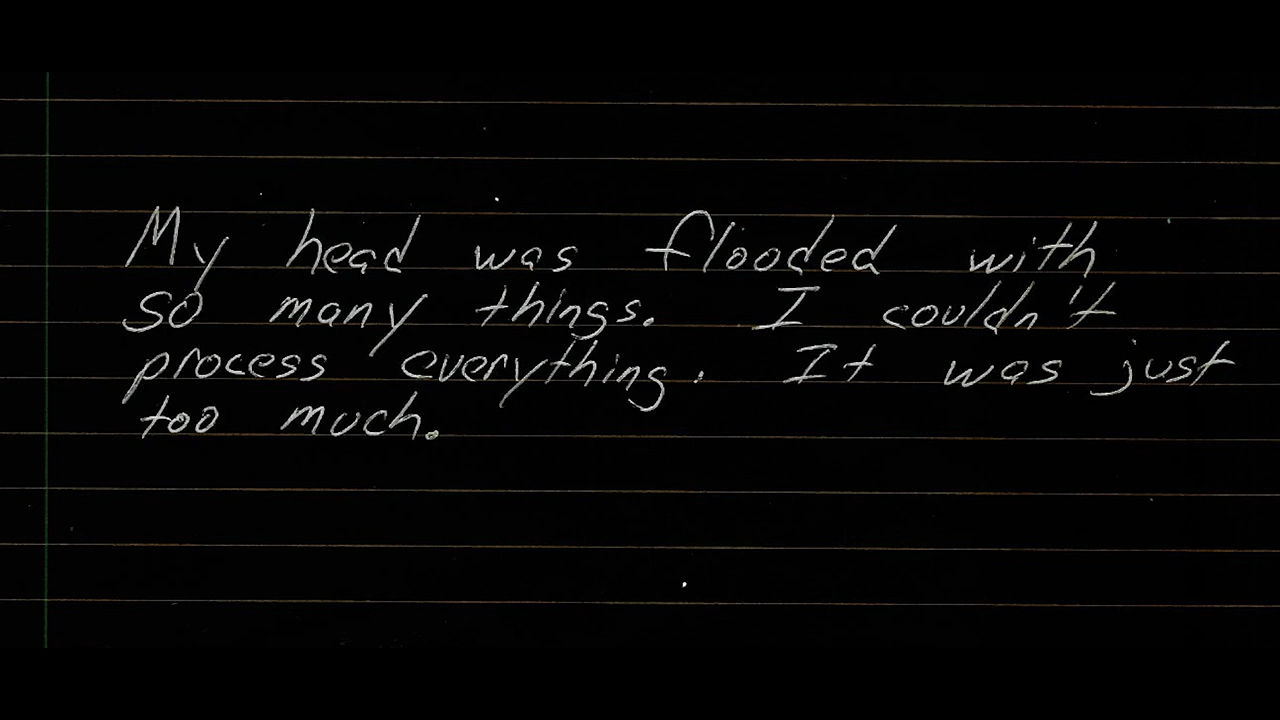 My head was flooded with
so many things. I couldn't
process everything. It was just
too much.